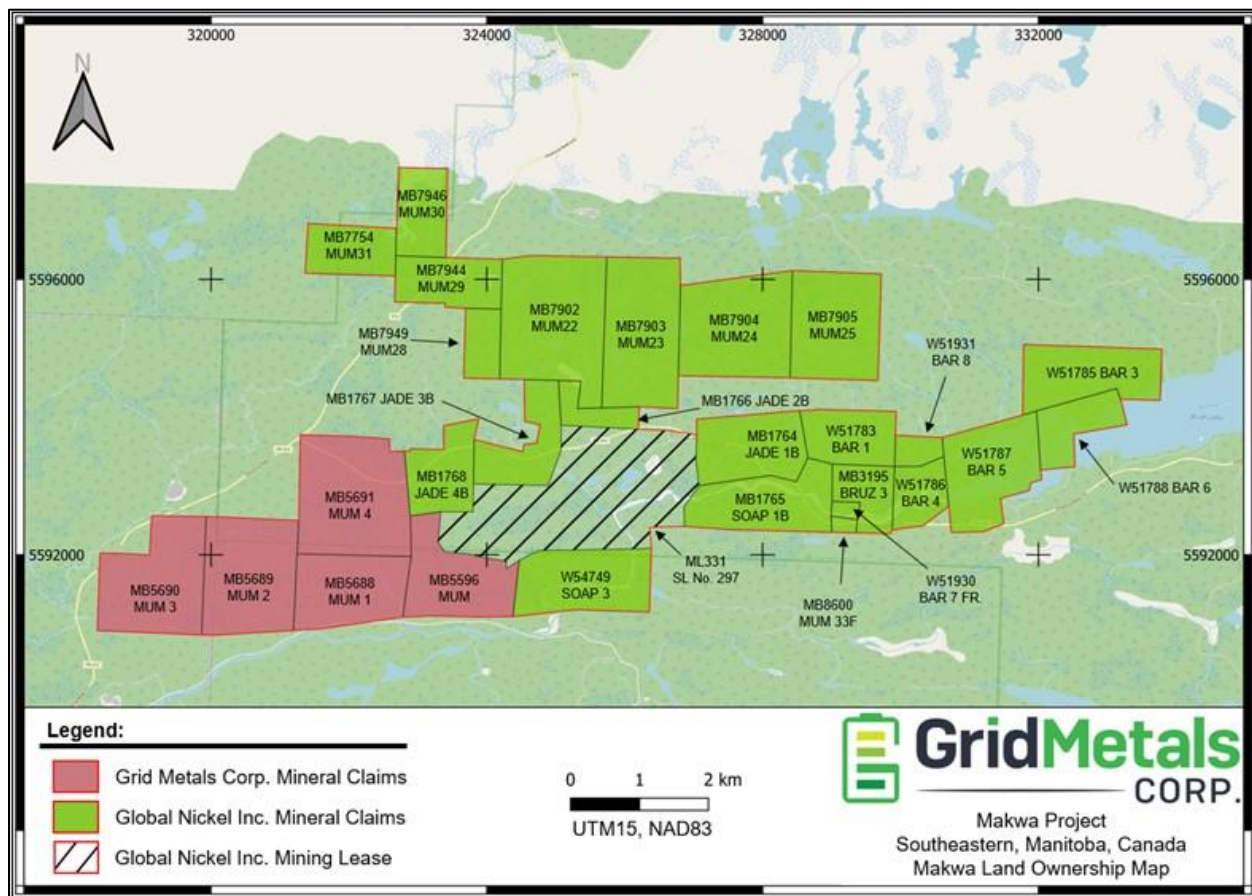 320000
324000
328000
332000
N
MB7946
MUM30
MB7754
MUM31
5596000
5596000
MB7944
MUM29
MB7902
MUM22
MB7903
MUM23
MB7904
MUM24
MB7905
MUM25
MB7949
MUM28
W51931
BAR 8
W51785 BAR 3
MB1767 JADE 3B
MB1766 JADE 2B
MB1764
JADE 1B
W51783
BAR 1
W51787
BAR 5
MB1768
JADE 4B
MB3195
BRUZ 3
W51786
BAR 4
W51788 BAR 6
MB5691
MUM 4
MB1765
SOAP 1B
5592000
5592000
MB5690
MUM 3
MB5689
MUM 2
MB5688
MUM 1
MB5596
MUM
W54749
SOAP 3
ML331
SL No. 297
W51930
BAR 7 FR.
MB8600
MUM 33F
Legend:
Grid Metals Corp. Mineral Claims
Global Nickel Inc. Mineral Claims
Global Nickel Inc. Mining Lease
0 1 2 km
UTM15, NAD83
GridMetals
CORP.
Makwa Project
Southeastern, Manitoba, Canada
Makwa Land Ownership Map